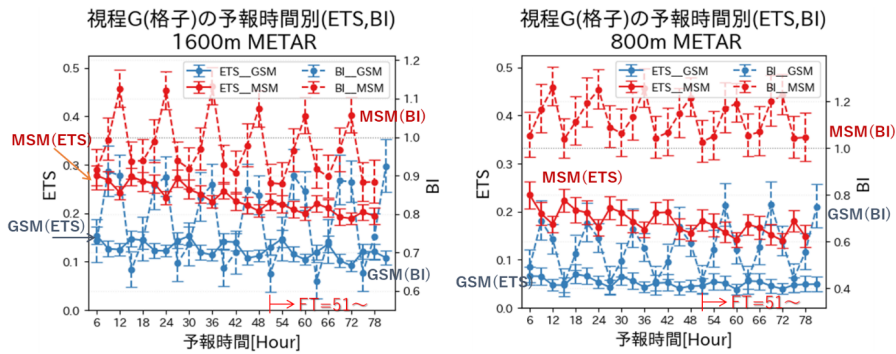 視程G(格子)の予報時間別(ETS,BI)
1600m METAR
ETS__GSM
ETS__MSM
BI__GSM
BI__MSM
MSM(BI)
MSM(ETS)
GSM(ETS)
GSM(BI)
FT=51～
ETS
0.5
0.4
0.3
0.2
0.1
0.0
BI
1.2
1.1
1.0
0.9
0.8
0.7
0.6
6 12 18 24 30 36 42 48 54 60 66 72 78
予報時間[Hour]
視程G(格子)の予報時間別(ETS,BI)
800m METAR
ETS__GSM
ETS__MSM
BI__GSM
BI__MSM
MSM(BI)
MSM(ETS)
GSM(BI)
GSM(ETS)
FT=51～
ETS
0.5
0.4
0.3
0.2
0.1
0.0
BI
1.2
1.0
0.8
0.6
0.4
6 12 18 24 30 36 42 48 54 60 66 72 78
予報時間[Hour]